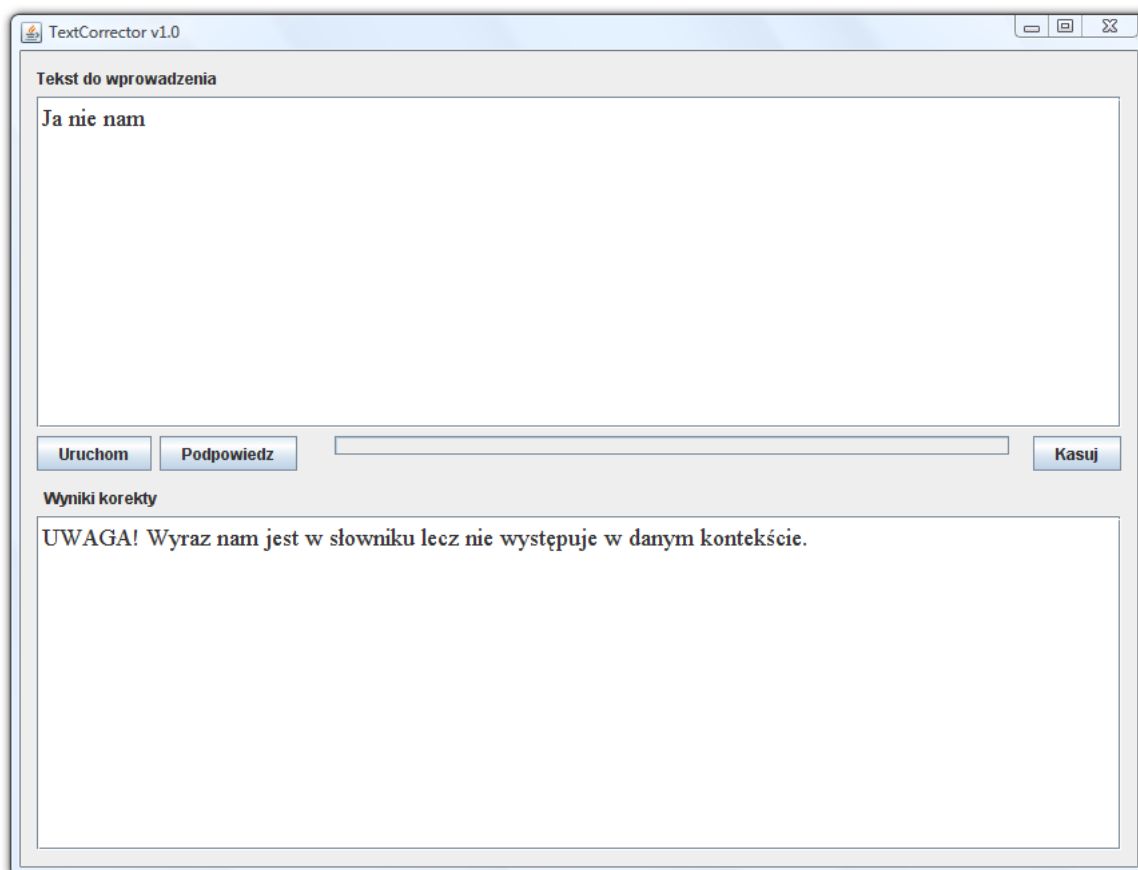 TextCorrector v1.0
Tekst do wprowadzenia
Ja nie nam
Uruchom Podpowiedz Kasuj
Wyniki korekty
UWAGA! Wyraz nam jest w słowniku lecz nie występuje w danym kontekście.